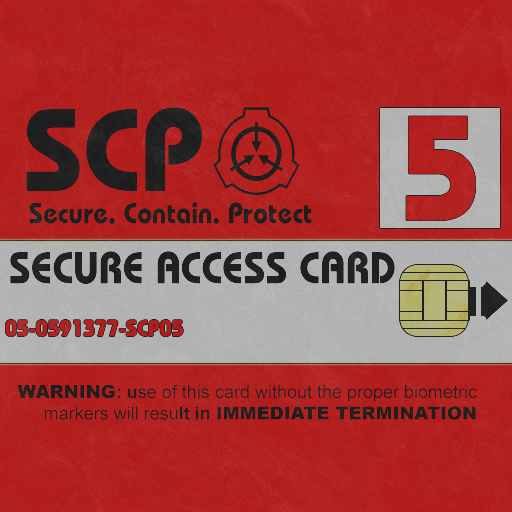 SCP
5
Secure. Contain. Protect
SECURE ACCESS CARD
05-0591377-SCP05
WARNING: use of this card without the proper biometric
markers will result in IMMEDIATE TERMINATION